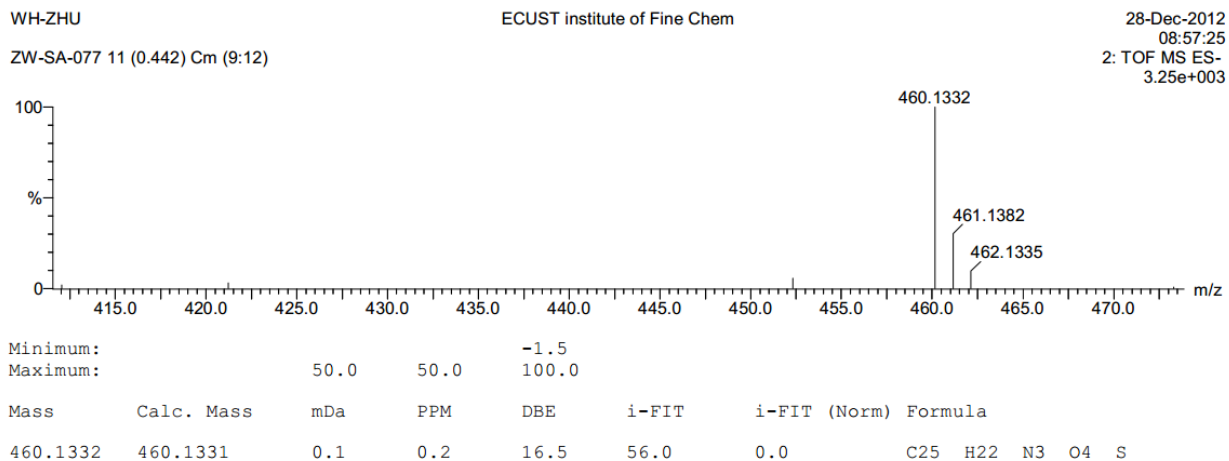 WH-ZHU ECUST institute of Fine Chem 28-Dec-2012
08:57:25
ZW-SA-077 11 (0.442) Cm (9:12) 2: TOF MS ES-
3.25e+003
100 460.1332
%
461.1382
462.1335
0
415.0 420.0 425.0 430.0 435.0 440.0 445.0 450.0 455.0 460.0 465.0 470.0 m/z
Minimum: -1.5
Maximum: 50.0 50.0 100.0
Mass Calc. Mass mDa PPM DBE i-FIT i-FIT (Norm) Formula
460.1332 460.1331 0.1 0.2 16.5 56.0 0.0 C25 H22 N3 O4 S